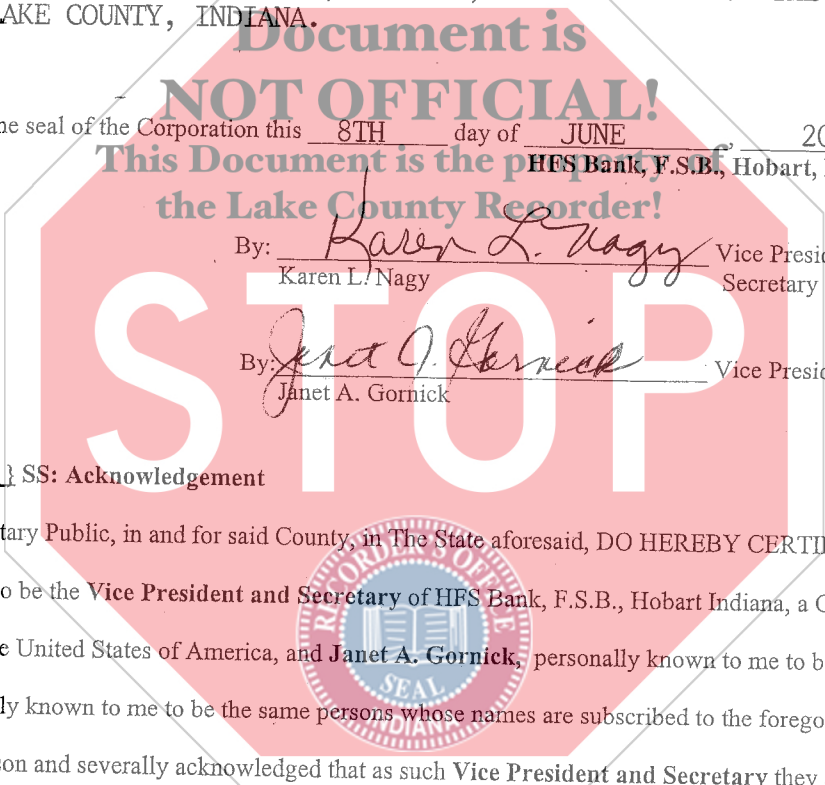 AKE COUNTY, INDIANA.
Document is
NOT OFFICIAL!
he seal of the Corporation this 8TH day of JUNE, 20
This Document is the property of
HFS Bank, F.S.B., Hobart,
the Lake County Recorder!
By: Karen L. Nagy Vice Presid
Karen L. Nagy Secretary
STOP
By: Janet A. Gornick Vice Presid
Janet A. Gornick
} SS: Acknowledgement
tary Public, in and for said County, in The State aforesaid, DO HEREBY CERTI
RECORDER'S OFFICE
o be the Vice President and Secretary of HFS Bank, F.S.B., Hobart Indiana, a C
e United States of America, and Janet A. Gornick, personally known to me to b
SEAL
ly known to me to be the same persons whose names are subscribed to the forego
INDIANA
on and severally acknowledged that as such Vice President and Secretary they